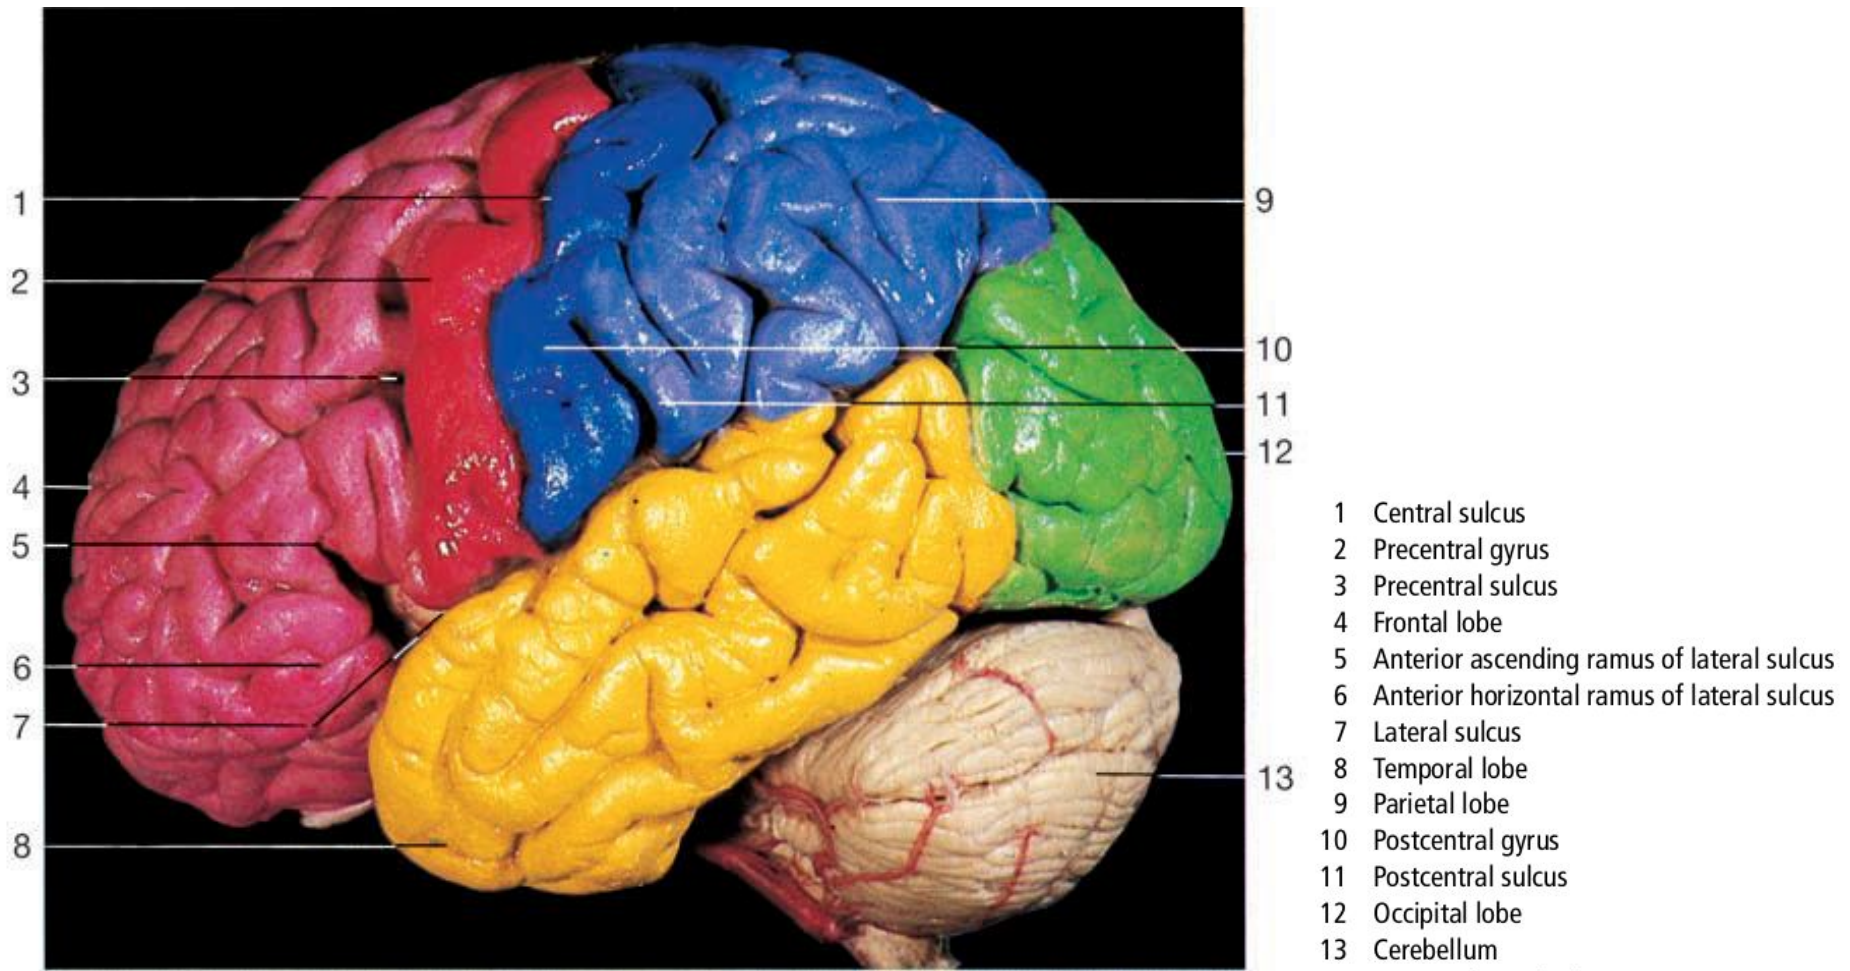 1
2
3
4
5
6
7
8
9
10
11
12
13
1 Central sulcus
2 Precentral gyrus
3 Precentral sulcus
4 Frontal lobe
5 Anterior ascending ramus of lateral sulcus
6 Anterior horizontal ramus of lateral sulcus
7 Lateral sulcus
8 Temporal lobe
9 Parietal lobe
10 Postcentral gyrus
11 Postcentral sulcus
12 Occipital lobe
13 Cerebellum